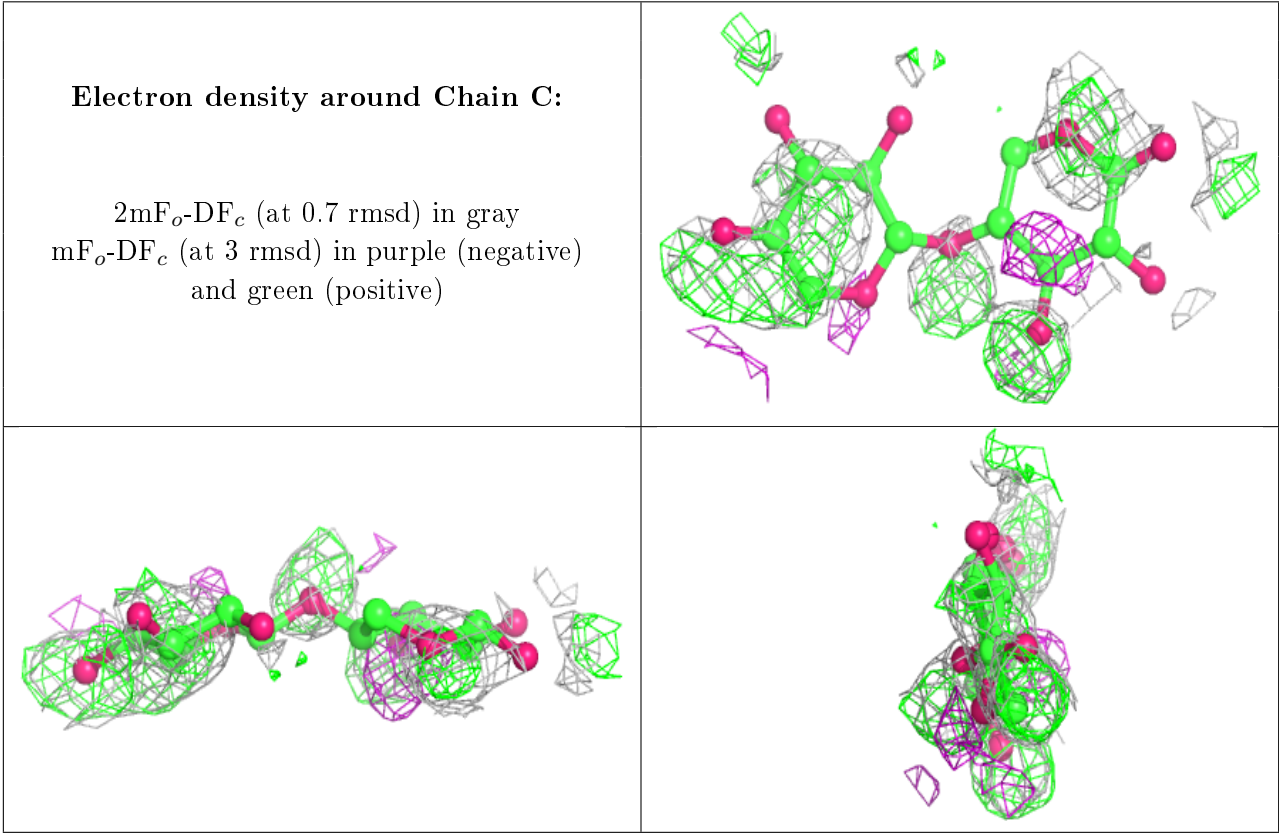 Electron density around Chain C:
2mFₒ-DF𝒸 (at 0.7 rmsd) in gray
mFₒ-DF𝒸 (at 3 rmsd) in purple (negative)
and green (positive)